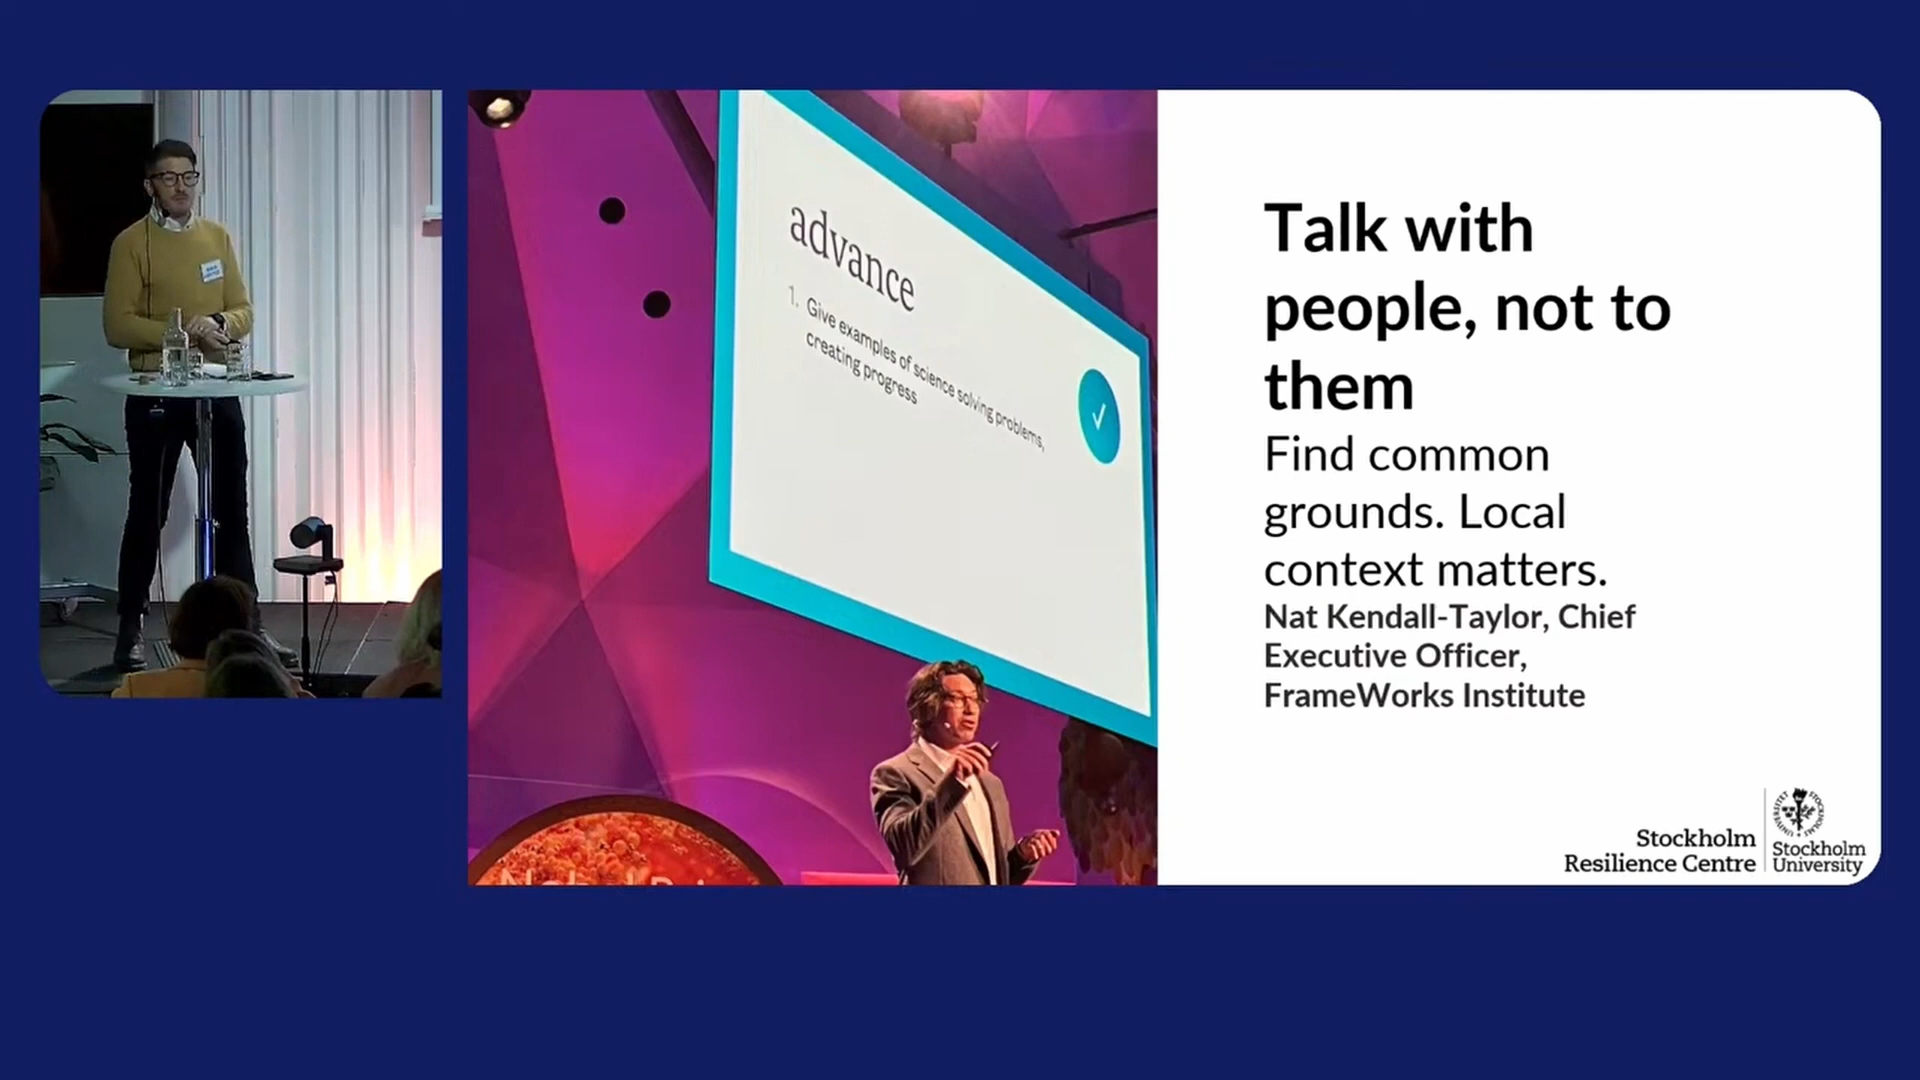 advance
1. Give examples of science solving problems,
creating progress
Talk with
people, not to
them
Find common
grounds. Local
context matters.
Nat Kendall-Taylor, Chief
Executive Officer,
FrameWorks Institute
Stockholm
Resilience Centre
Stockholm
University